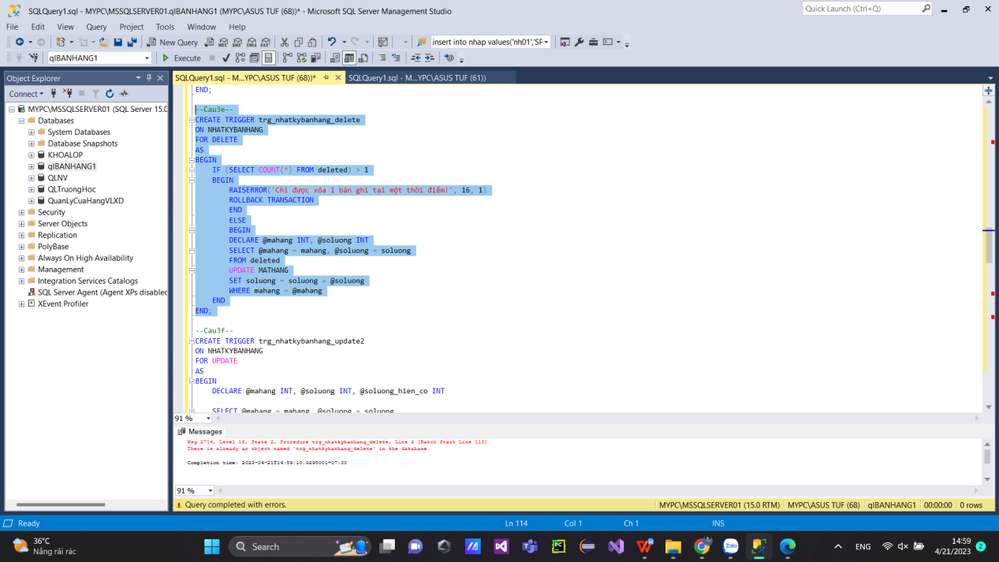 SQLQuery1.sql - MYPC\MSSQLSERVER01.qlBANHANG1 (MYPC\ASUS TUF (68))* - Microsoft SQL Server Management Studio
Quick Launch (Ctrl+Q)
File Edit View Query Project Tools Window Help
New Query
insert into nhap values('nh01','SF
qlBANHANG1
Execute
Object Explorer
SQLQuery1.sql - M...YPC\ASUS TUF (68))*
SQLQuery1.sql - M...YPC\ASUS TUF (61))
Connect
MYPC\MSSQLSERVER01 (SQL Server 15.0
Databases
System Databases
Database Snapshots
KHOALOP
qlBANHANG1
QLNV
QLTruongHoc
QuanLyCuaHangVLXD
Security
Server Objects
Replication
PolyBase
Always On High Availability
Management
Integration Services Catalogs
SQL Server Agent (Agent XPs disabled
XEvent Profiler
END;
--Cau3e--
CREATE TRIGGER trg_nhatkybanhang_delete
ON NHATKYBANHANG
FOR DELETE
AS
BEGIN
IF (SELECT COUNT(*) FROM deleted) > 1
BEGIN
RAISERROR('Chỉ được xóa 1 bản ghi tại một thời điểm!', 16, 1)
ROLLBACK TRANSACTION
END
ELSE
BEGIN
DECLARE @mahang INT, @soluong INT
SELECT @mahang = mahang, @soluong = soluong
FROM deleted
UPDATE MATHANG
SET soluong = soluong + @soluong
WHERE mahang = @mahang
END
END;
--Cau3f--
CREATE TRIGGER trg_nhatkybanhang_update2
ON NHATKYBANHANG
FOR UPDATE
AS
BEGIN
DECLARE @mahang INT, @soluong INT, @soluong_hien_co INT
SELECT @mahang = mahang, @soluong = soluong
91 %
Messages
Msg 2714, Level 16, State 2, Procedure trg_nhatkybanhang_delete, Line 2 [Batch Start Line 113]
There is already an object named 'trg_nhatkybanhang_delete' in the database.
Completion time: 2023-04-21T14:59:10.3295001+07:00
91 %
Query completed with errors.
MYPC\MSSQLSERVER01 (15.0 RTM) MYPC\ASUS TUF (68) qlBANHANG1 00:00:00 0 rows
Ready
Ln 114 Col 1 Ch 1 INS
36°C
Nắng rải rác
Search
ENG
14:59
4/21/2023
2